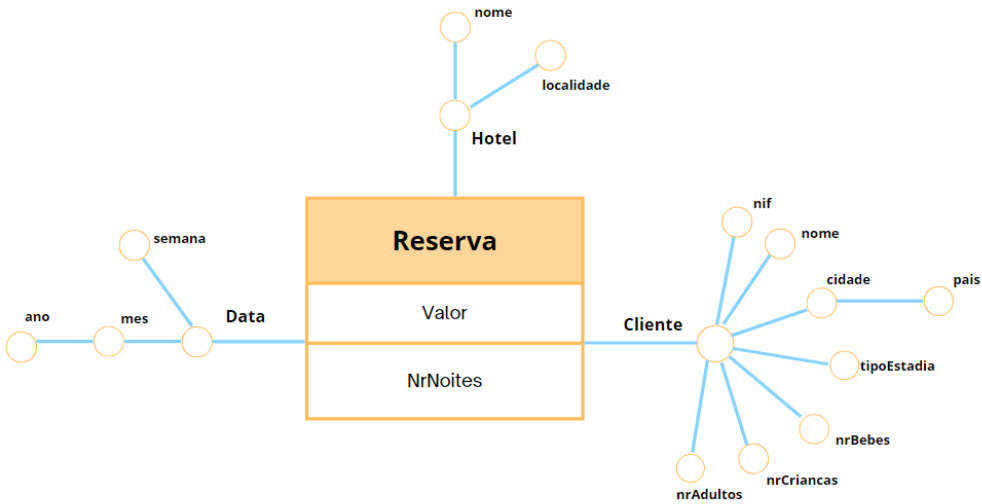 nome
localidade
Hotel
nif
semana
Reserva
nome
cidade
pais
ano
mes
Data
Valor
Cliente
tipoEstadia
NrNoites
nrBebes
nrCriancas
nrAdultos